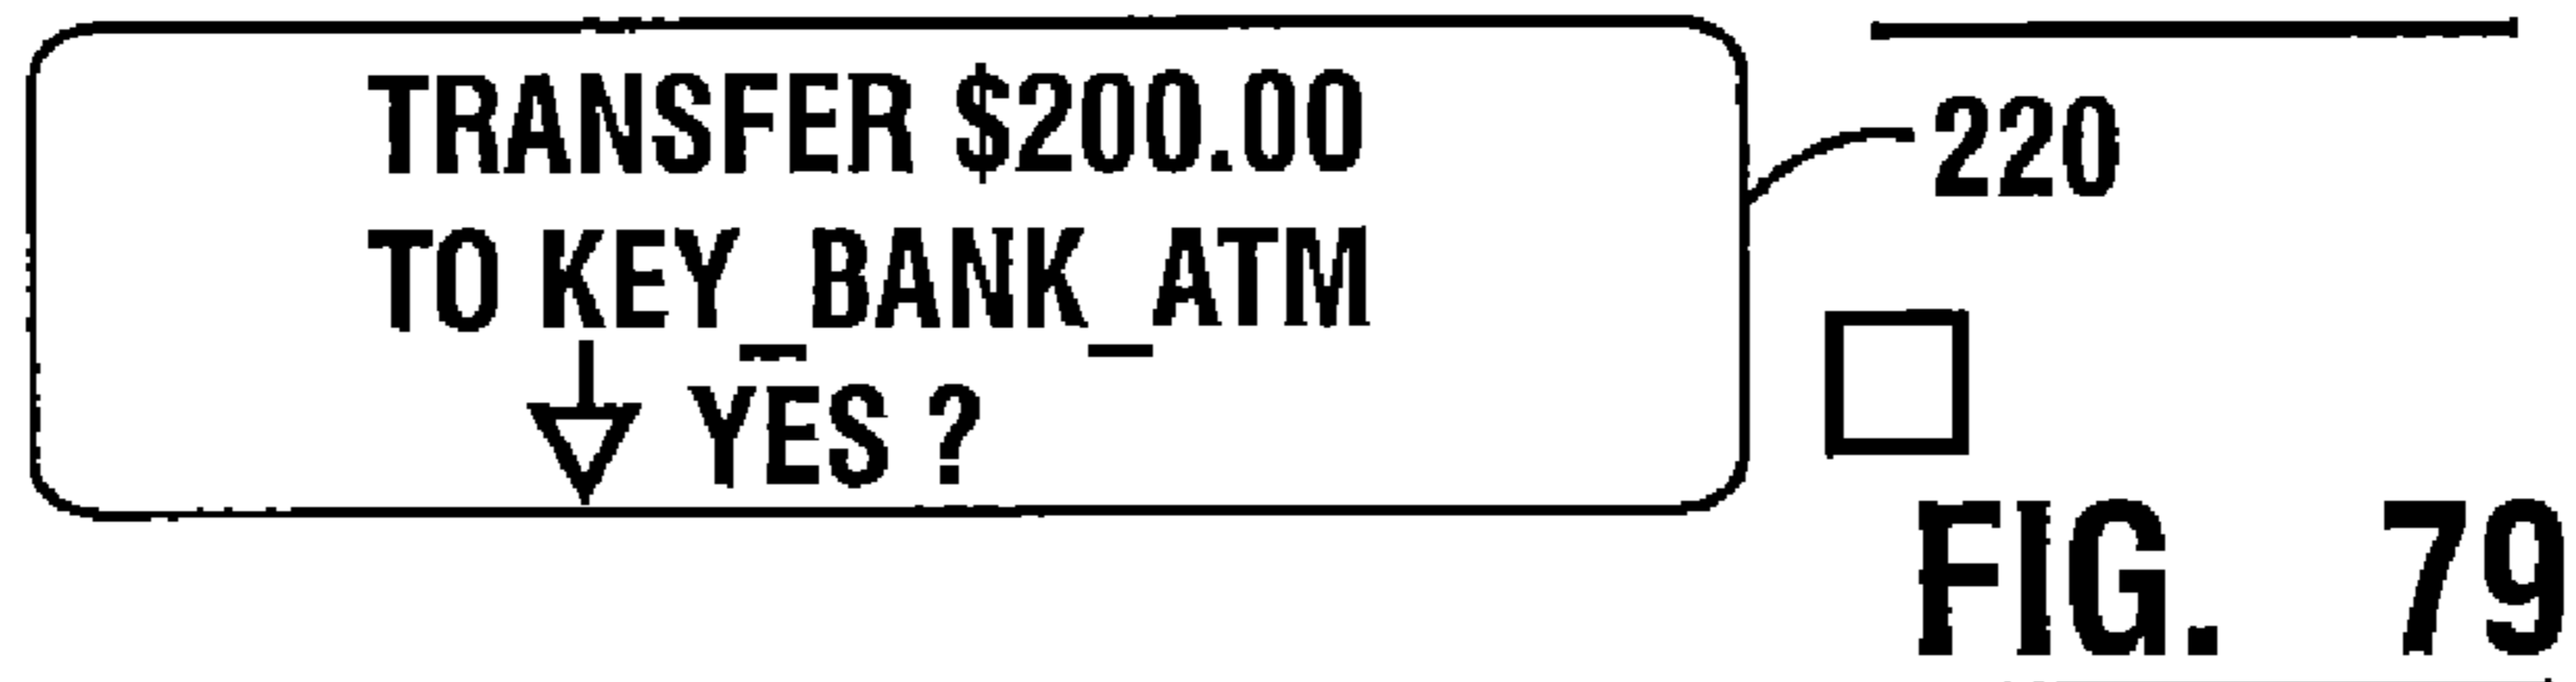 TRANSFER $200.00
TO KEY_BANK_ATM
YES ?
220
FIG. 79